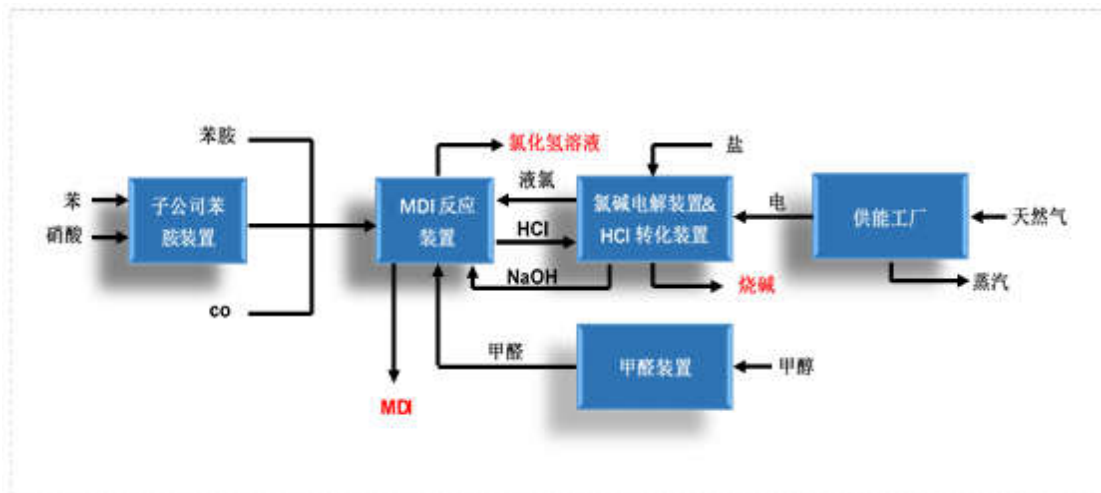 苯胺
氯化氢溶液
盐
苯
硝酸
子公司苯
胺装置
MDI 反应
装置
液氯
HCl
NaOH
氯碱电解装置&
HCl 转化装置
电
供能工厂
天然气
烧碱
蒸汽
co
甲醛
甲醛装置
甲醇
MDI